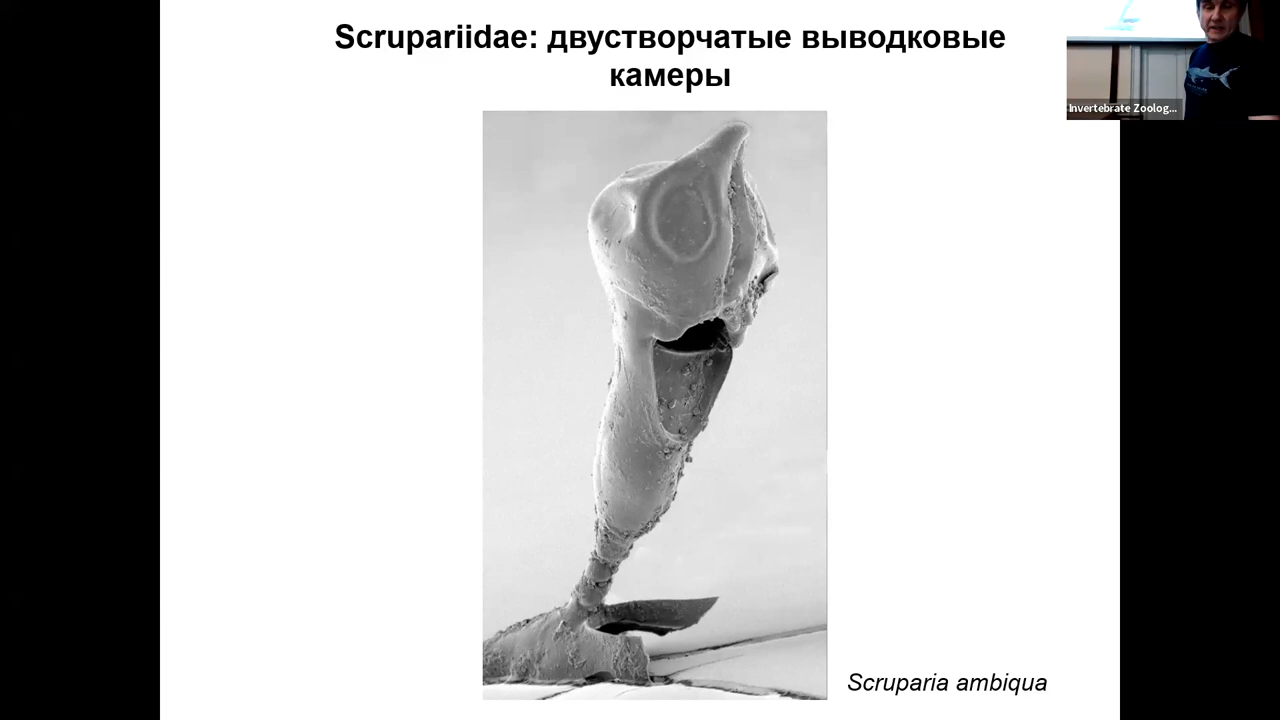 Scrupariidae: двустворчатые выводковые
камеры
Invertebrate Zoolog...
Scruparia ambiqua